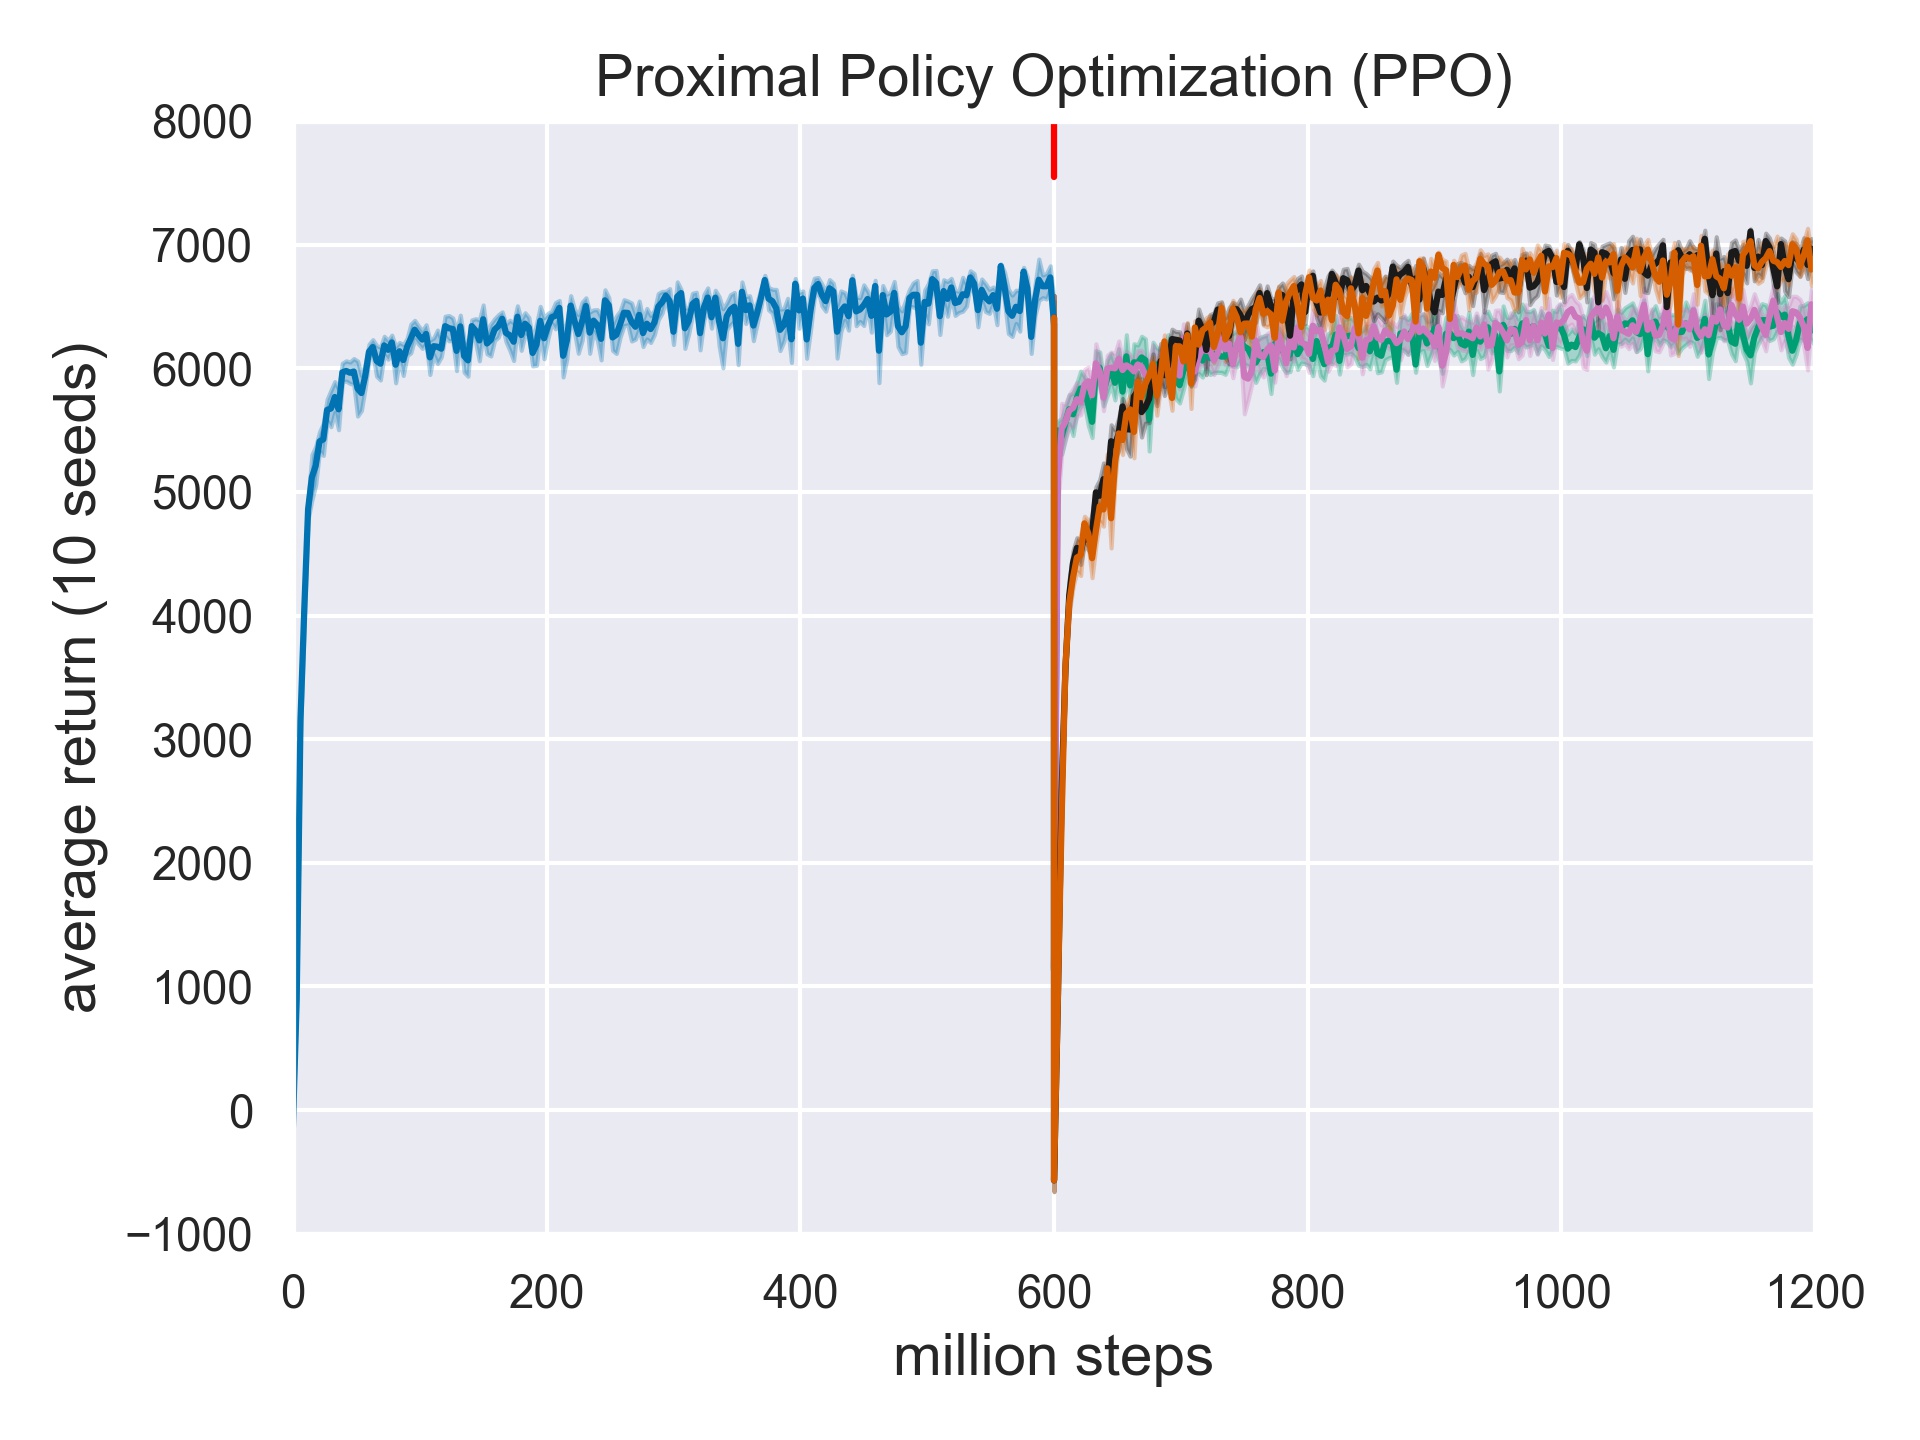 Proximal Policy Optimization (PPO)
8000
7000
6000
5000
4000
3000
2000
1000
0
−1000
average return (10 seeds)
0 200 400 600 800 1000 1200
million steps